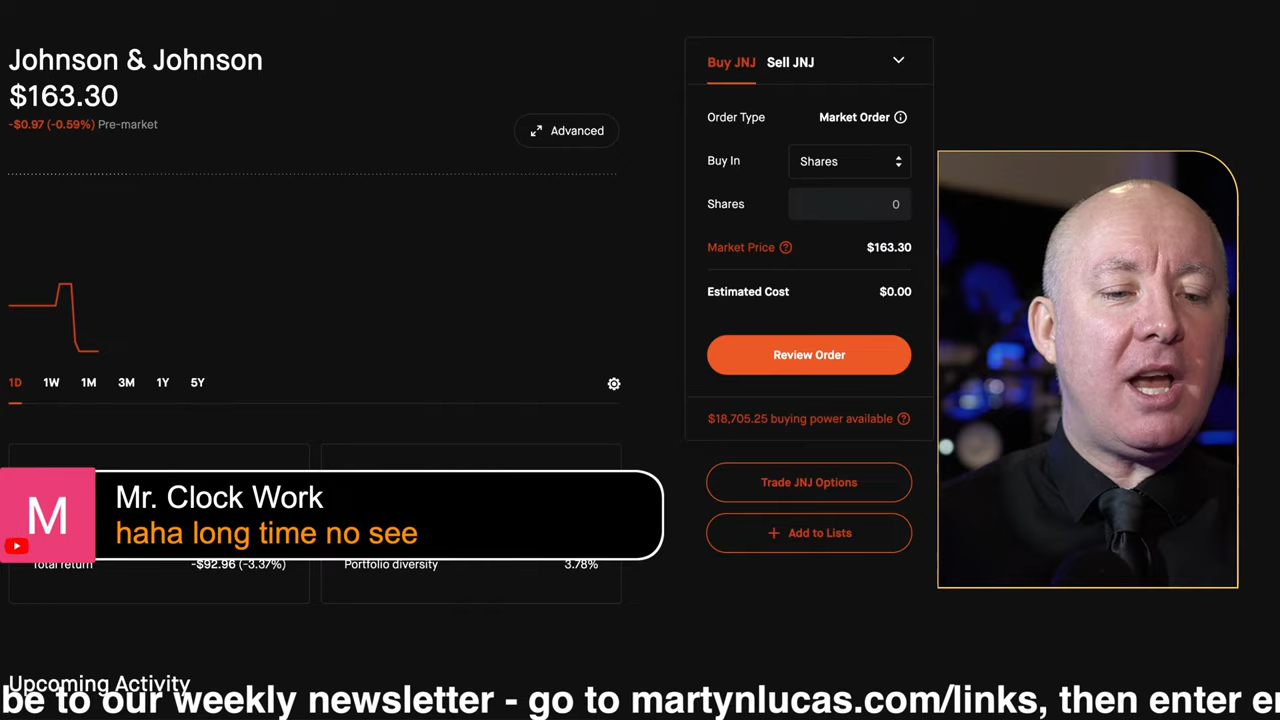 Johnson & Johnson
$163.30
-$0.97 (-0.59%) Pre-market
Advanced
1D 1W 1M 3M 1Y 5Y
Buy JNJ Sell JNJ
Order Type Market Order
Buy In Shares
Shares 0
Market Price $163.30
Estimated Cost $0.00
Review Order
$18,705.25 buying power available
Trade JNJ Options
+ Add to Lists
M
Mr. Clock Work
haha long time no see
Total return -$92.96 (-3.37%)
Portfolio diversity 3.78%
Upcoming Activity
be to our weekly newsletter - go to martynlucas.com/links, then enter